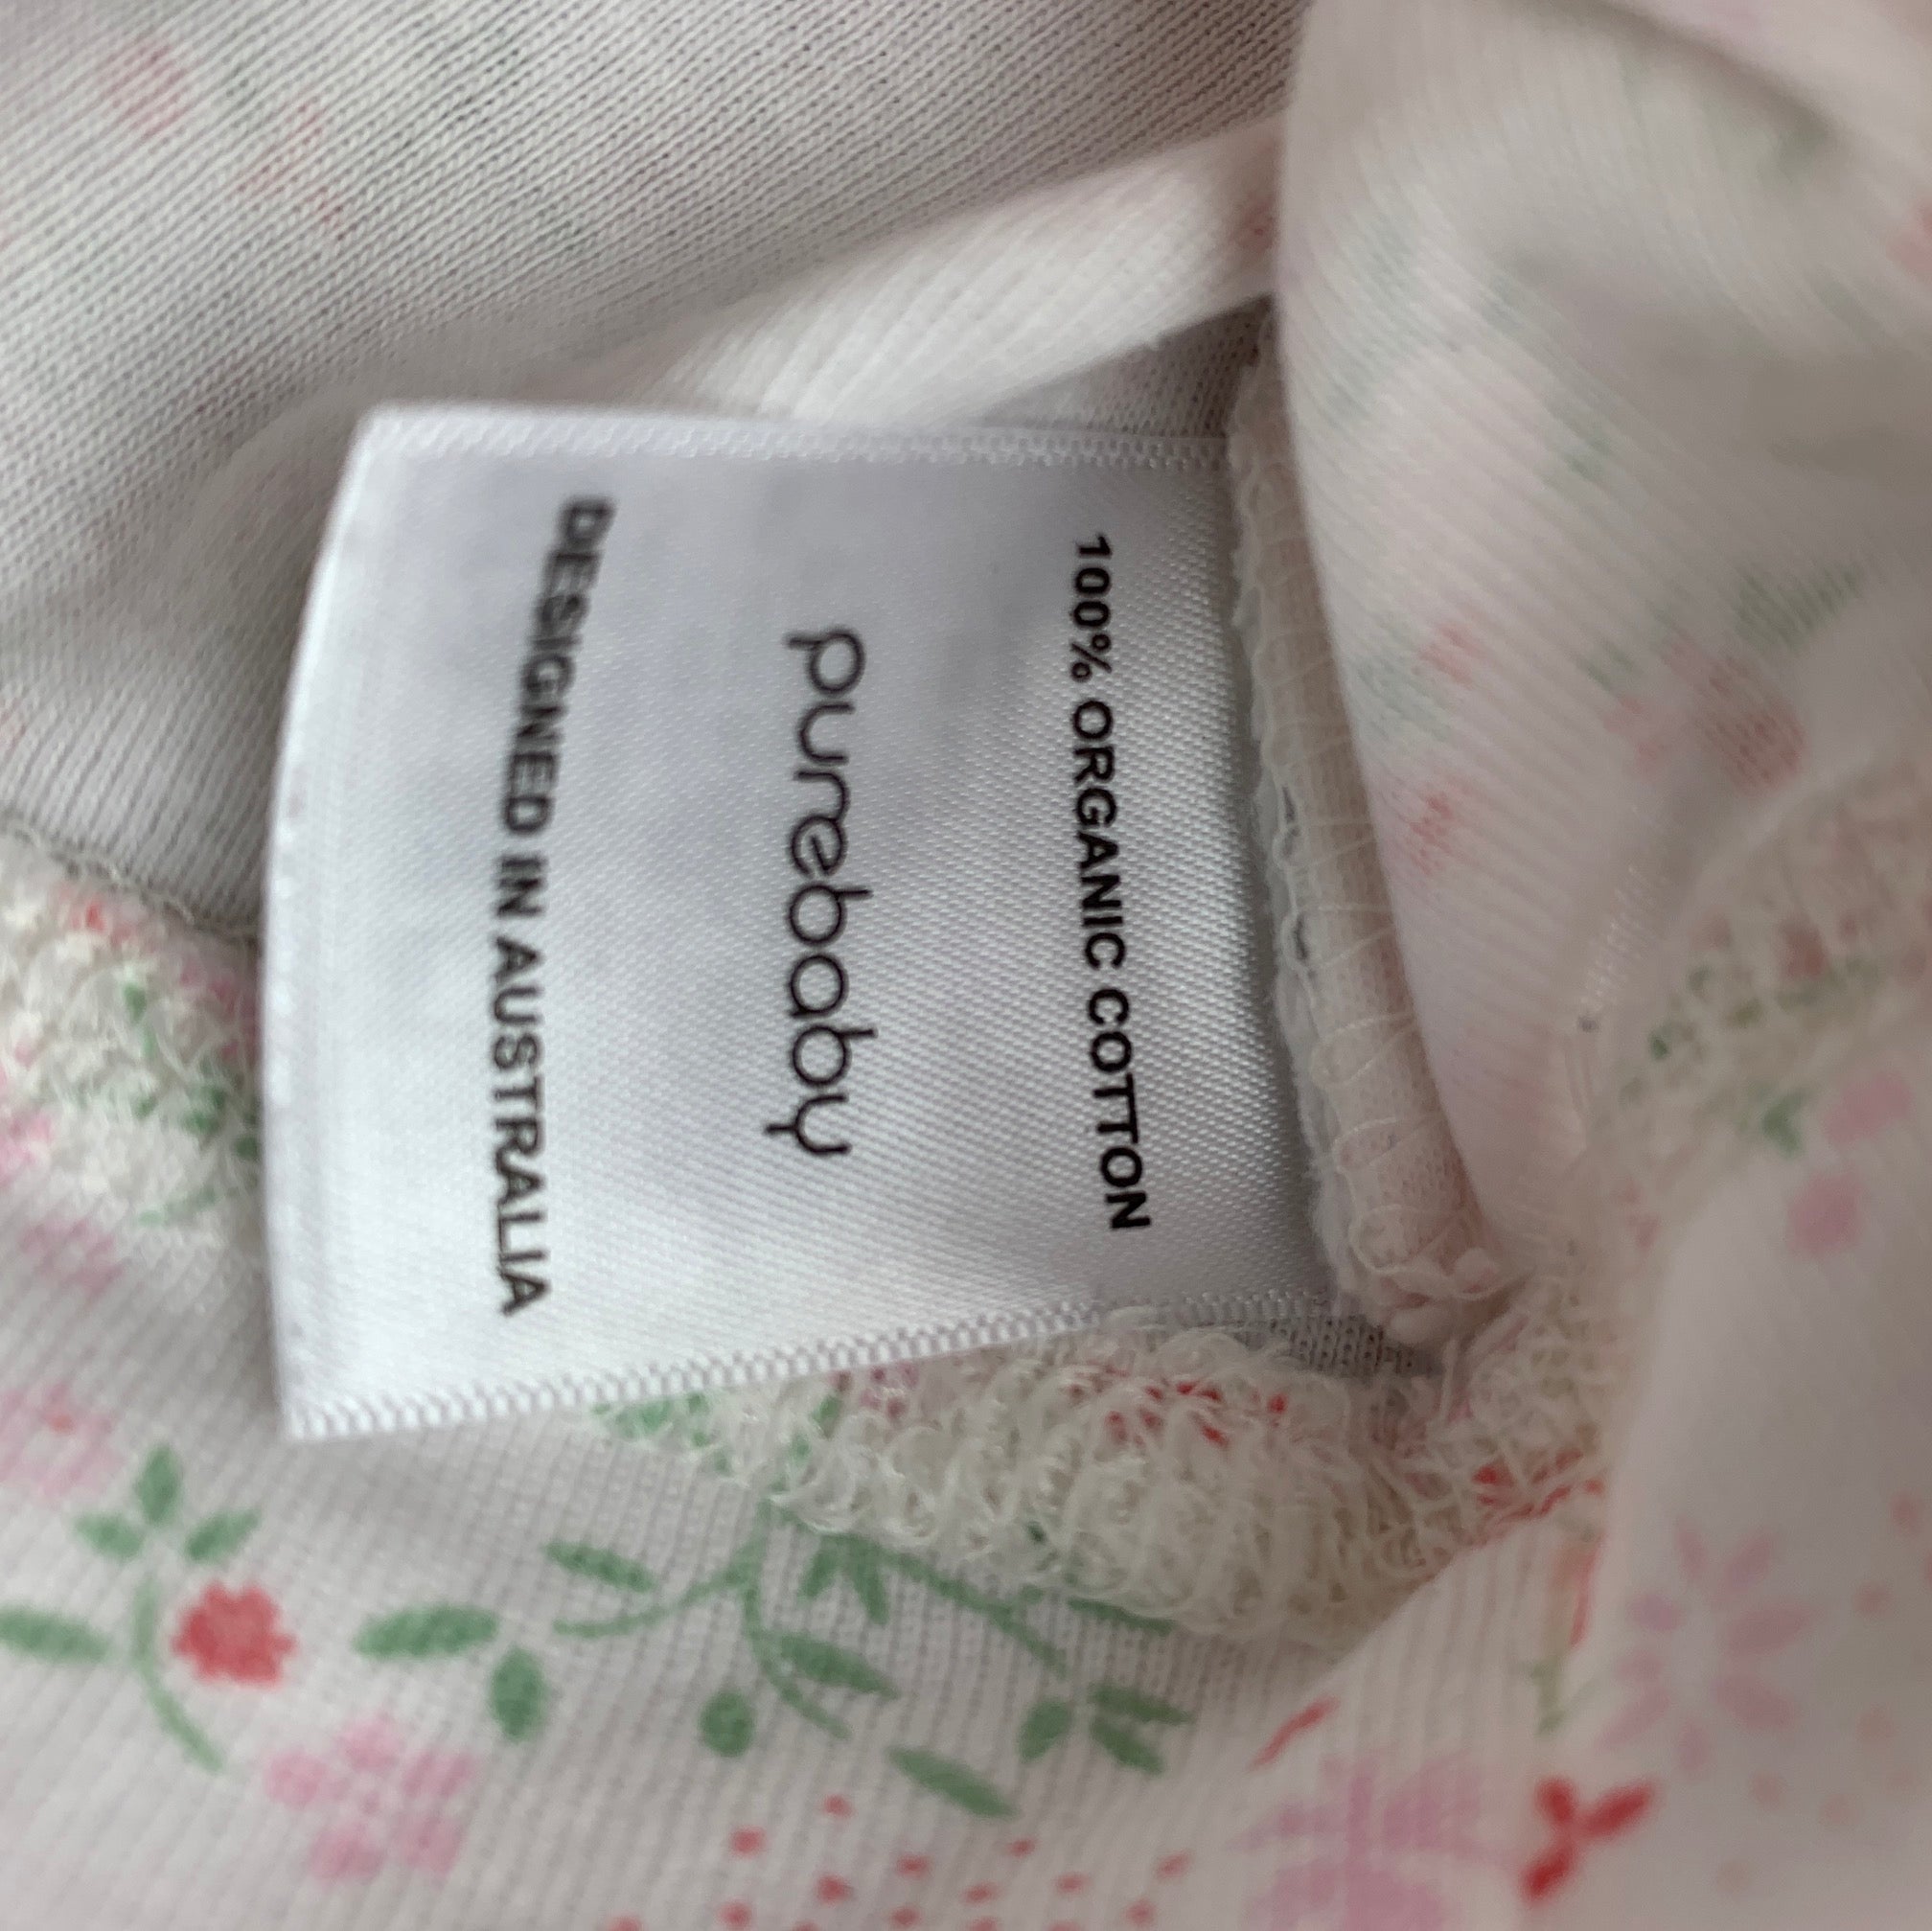 100% ORGANIC COTTON
purebaby
DESIGNED IN AUSTRALIA